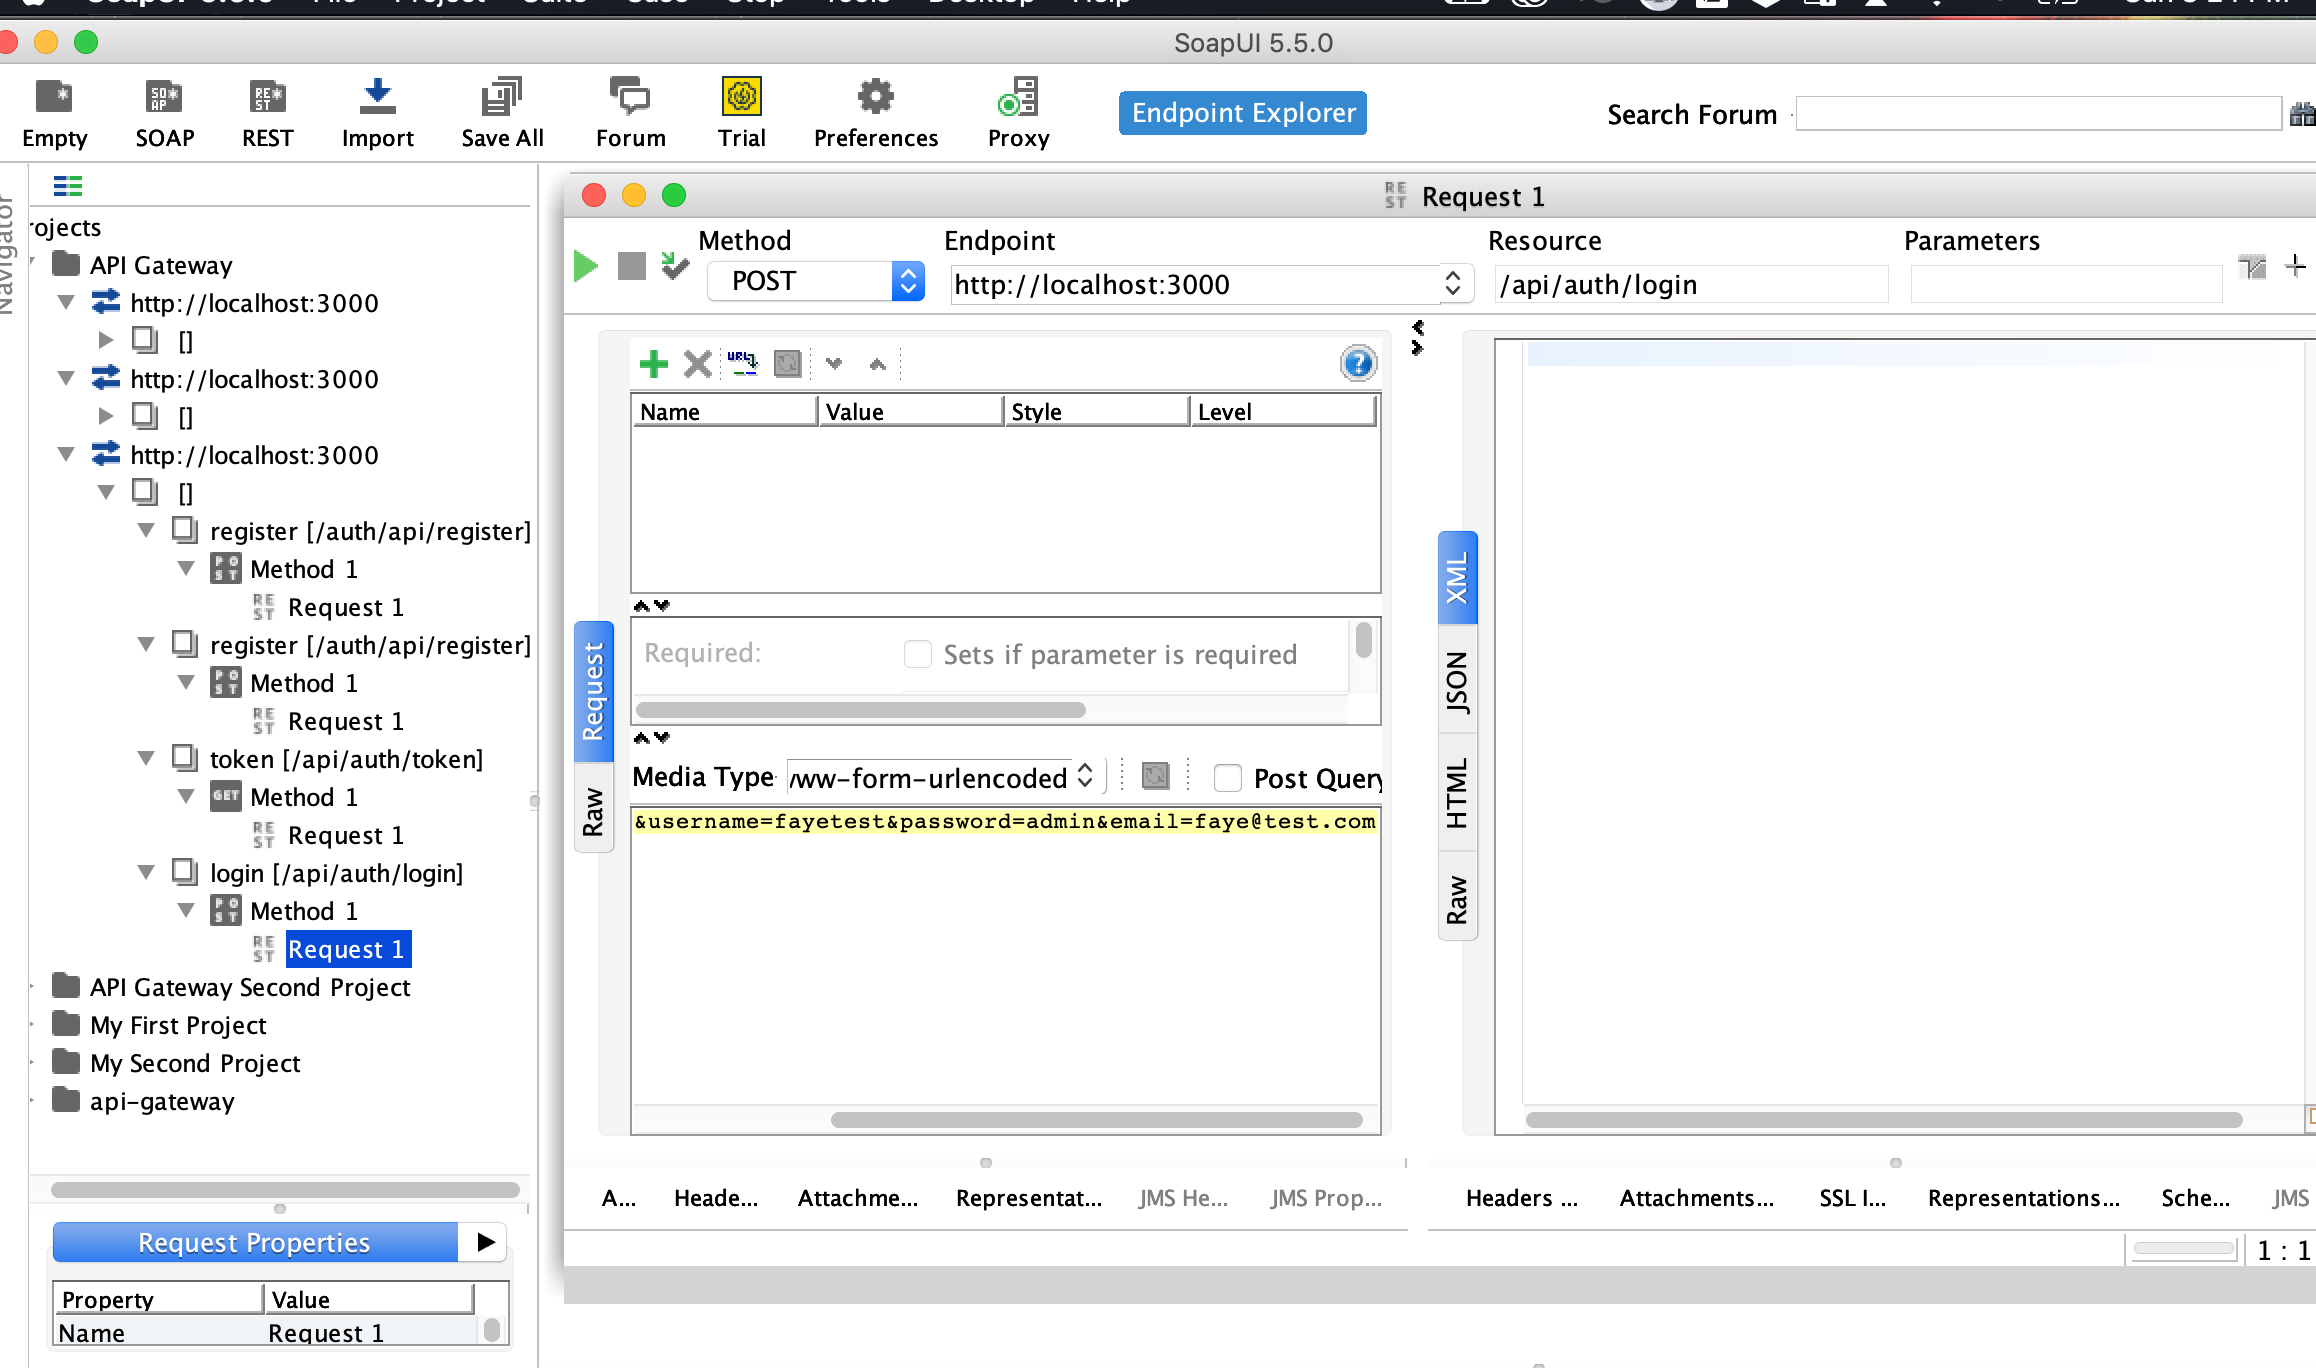 SoapUI 5.5.0
Empty SOAP REST Import Save All Forum Trial Preferences Proxy Endpoint Explorer Search Forum
Navigator
rojects
API Gateway
http://localhost:3000
[]
http://localhost:3000
[]
http://localhost:3000
[]
register [/auth/api/register]
Method 1
Request 1
register [/auth/api/register]
Method 1
Request 1
token [/api/auth/token]
Method 1
Request 1
login [/api/auth/login]
Method 1
Request 1
API Gateway Second Project
My First Project
My Second Project
api-gateway
Request Properties
Property Value
Name Request 1
Request 1
Method Endpoint Resource Parameters
POST http://localhost:3000 /api/auth/login
Name Value Style Level
Required: Sets if parameter is required
Request
Raw
Media Type ww-form-urlencoded Post Query
&username=fayetest&password=admin&email=faye@test.com
XML
JSON
HTML
Raw
A... Heade... Attachme... Representat... JMS He... JMS Prop...
Headers ... Attachments... SSL I... Representations... Sche... JMS
1 : 1